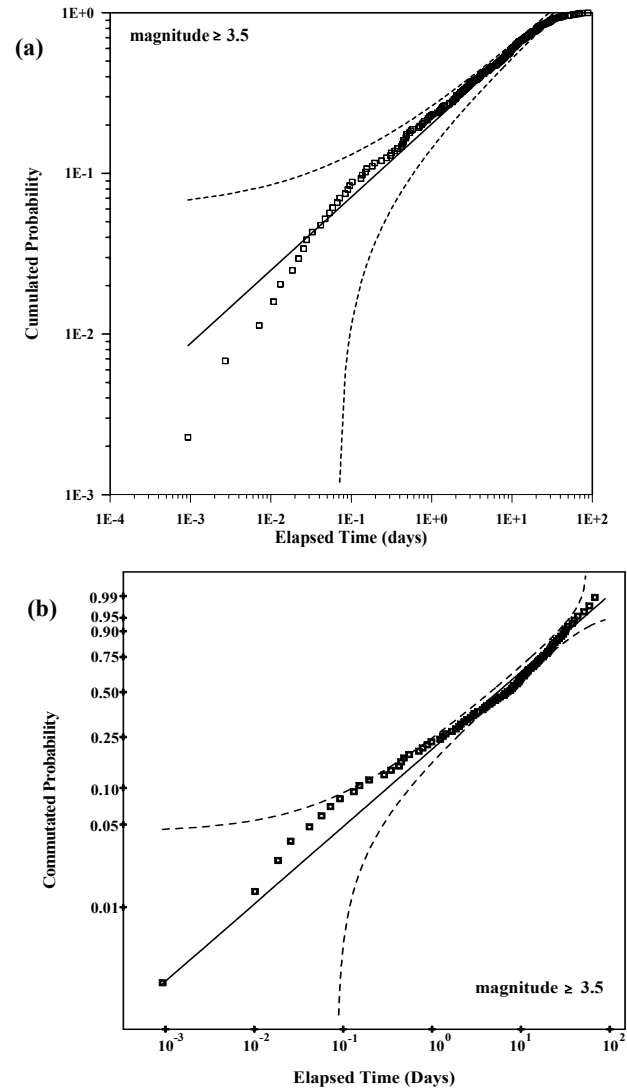 (a)
magnitude ≥ 3.5
1E+0
1E-1
1E-2
1E-3
Cumulated Probability
1E-4 1E-3 1E-2 1E-1 1E+0 1E+1 1E+2
Elapsed Time (days)
(b)
0.99
0.95
0.90
0.75
0.50
0.25
0.10
0.05
0.01
Commutated Probability
magnitude ≥ 3.5
10-3 10-2 10-1 100 101 102
Elapsed Time (Days)